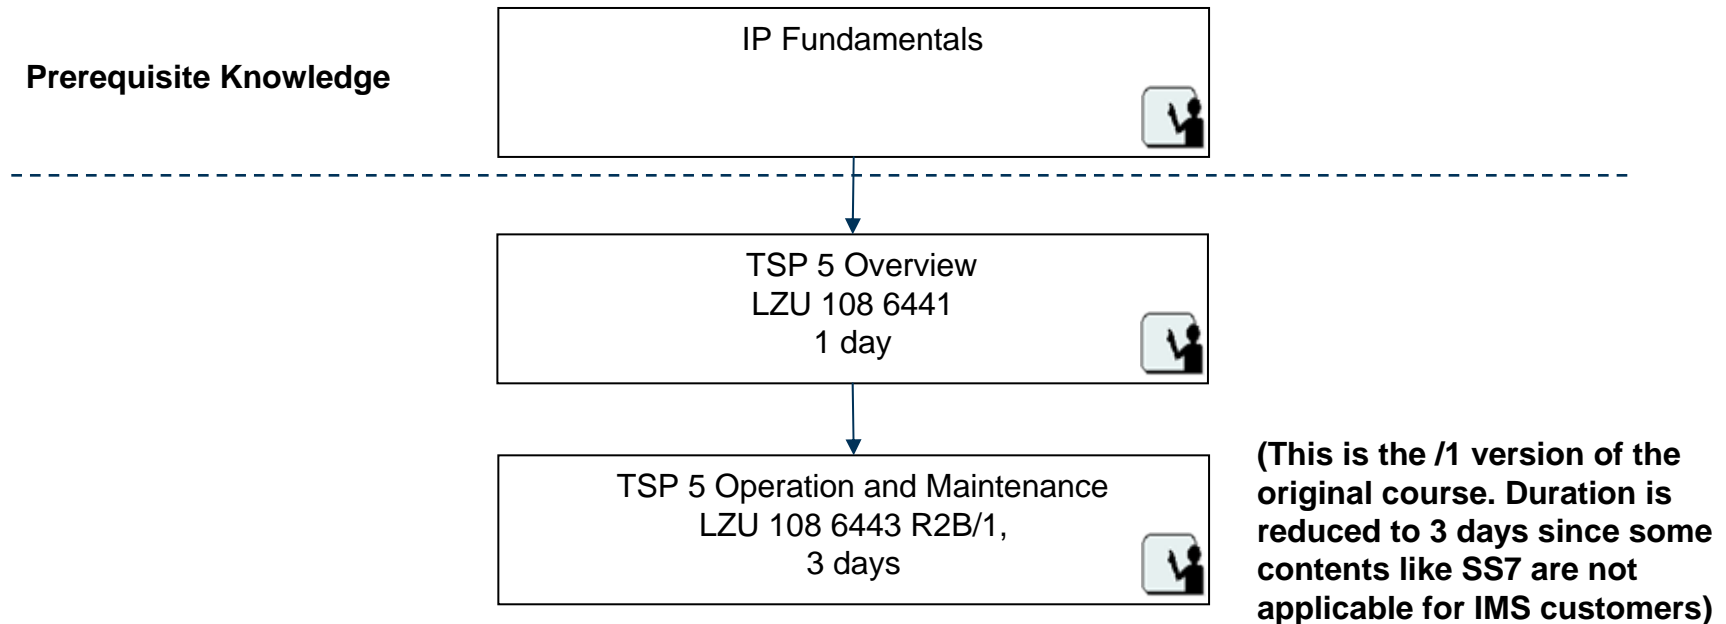 IP Fundamentals
Prerequisite Knowledge
TSP 5 Overview
LZU 108 6441
1 day
TSP 5 Operation and Maintenance
LZU 108 6443 R2B/1,
3 days
(This is the /1 version of the
original course. Duration is
reduced to 3 days since some
contents like SS7 are not
applicable for IMS customers)